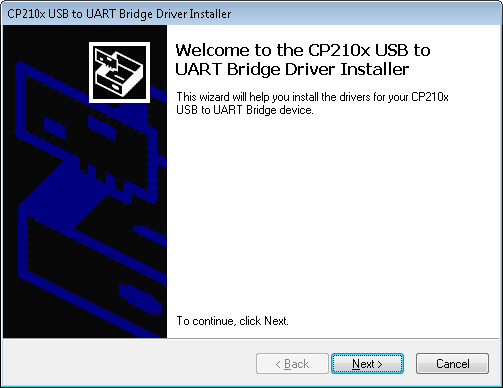 CP210x USB to UART Bridge Driver Installer
Welcome to the CP210x USB to
UART Bridge Driver Installer
This wizard will help you install the drivers for your CP210x
USB to UART Bridge device.
To continue, click Next.
< Back
Next >
Cancel